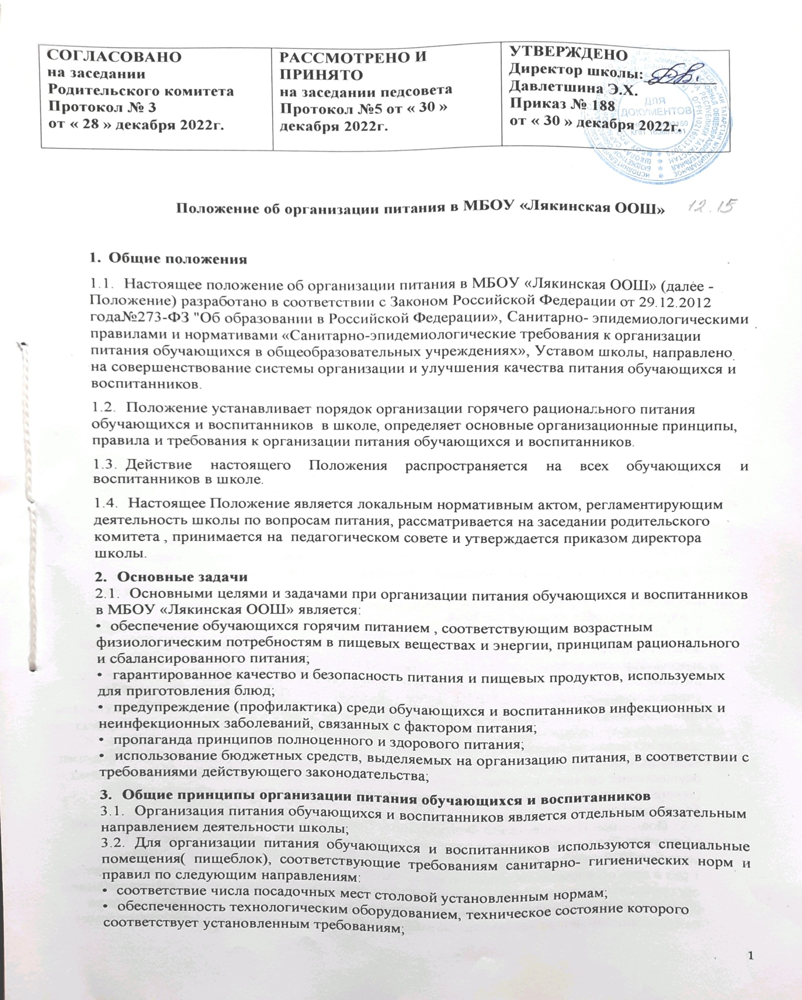 СОГЛАСОВАНО
на заседании
Родительского комитета
Протокол № 3
от « 28 » декабря 2022г.
РАССМОТРЕНО И
ПРИНЯТО
на заседании педсовета
Протокол №5 от « 30 »
декабря 2022г.
УТВЕРЖДЕНО
Директор школы:
Давлетшина Э.Х.
Приказ № 188
от « 30 » декабря 2022г.
ДЛЯ
ДОКУМЕНТОВ
Положение об организации питания в МБОУ «Лякинская ООШ»
12.15
1. Общие положения
1.1. Настоящее положение об организации питания в МБОУ «Лякинская ООШ» (далее -
Положение) разработано в соответствии с Законом Российской Федерации от 29.12.2012
года№273-ФЗ "Об образовании в Российской Федерации», Санитарно- эпидемиологическими
правилами и нормативами «Санитарно-эпидемиологические требования к организации
питания обучающихся в общеобразовательных учреждениях», Уставом школы, направлено
на совершенствование системы организации и улучшения качества питания обучающихся и
воспитанников.
1.2. Положение устанавливает порядок организации горячего рационального питания
обучающихся и воспитанников в школе, определяет основные организационные принципы,
правила и требования к организации питания обучающихся и воспитанников.
1.3. Действие настоящего Положения распространяется на всех обучающихся и
воспитанников в школе.
1.4. Настоящее Положение является локальным нормативным актом, регламентирующим
деятельность школы по вопросам питания, рассматривается на заседании родительского
комитета , принимается на педагогическом совете и утверждается приказом директора
школы.
2. Основные задачи
2.1. Основными целями и задачами при организации питания обучающихся и воспитанников
в МБОУ «Лякинская ООШ» является:
• обеспечение обучающихся горячим питанием , соответствующим возрастным
физиологическим потребностям в пищевых веществах и энергии, принципам рационального
и сбалансированного питания;
• гарантированное качество и безопасность питания и пищевых продуктов, используемых
для приготовления блюд;
• предупреждение (профилактика) среди обучающихся и воспитанников инфекционных и
неинфекционных заболеваний, связанных с фактором питания;
• пропаганда принципов полноценного и здорового питания;
• использование бюджетных средств, выделяемых на организацию питания, в соответствии с
требованиями действующего законодательства;
3. Общие принципы организации питания обучающихся и воспитанников
3.1. Организация питания обучающихся и воспитанников является отдельным обязательным
направлением деятельности школы;
3.2. Для организации питания обучающихся и воспитанников используются специальные
помещения( пищеблок), соответствующие требованиям санитарно- гигиенических норм и
правил по следующим направлениям:
• соответствие числа посадочных мест столовой установленным нормам;
• обеспеченность технологическим оборудованием, техническое состояние которого
соответствует установленным требованиям;
1